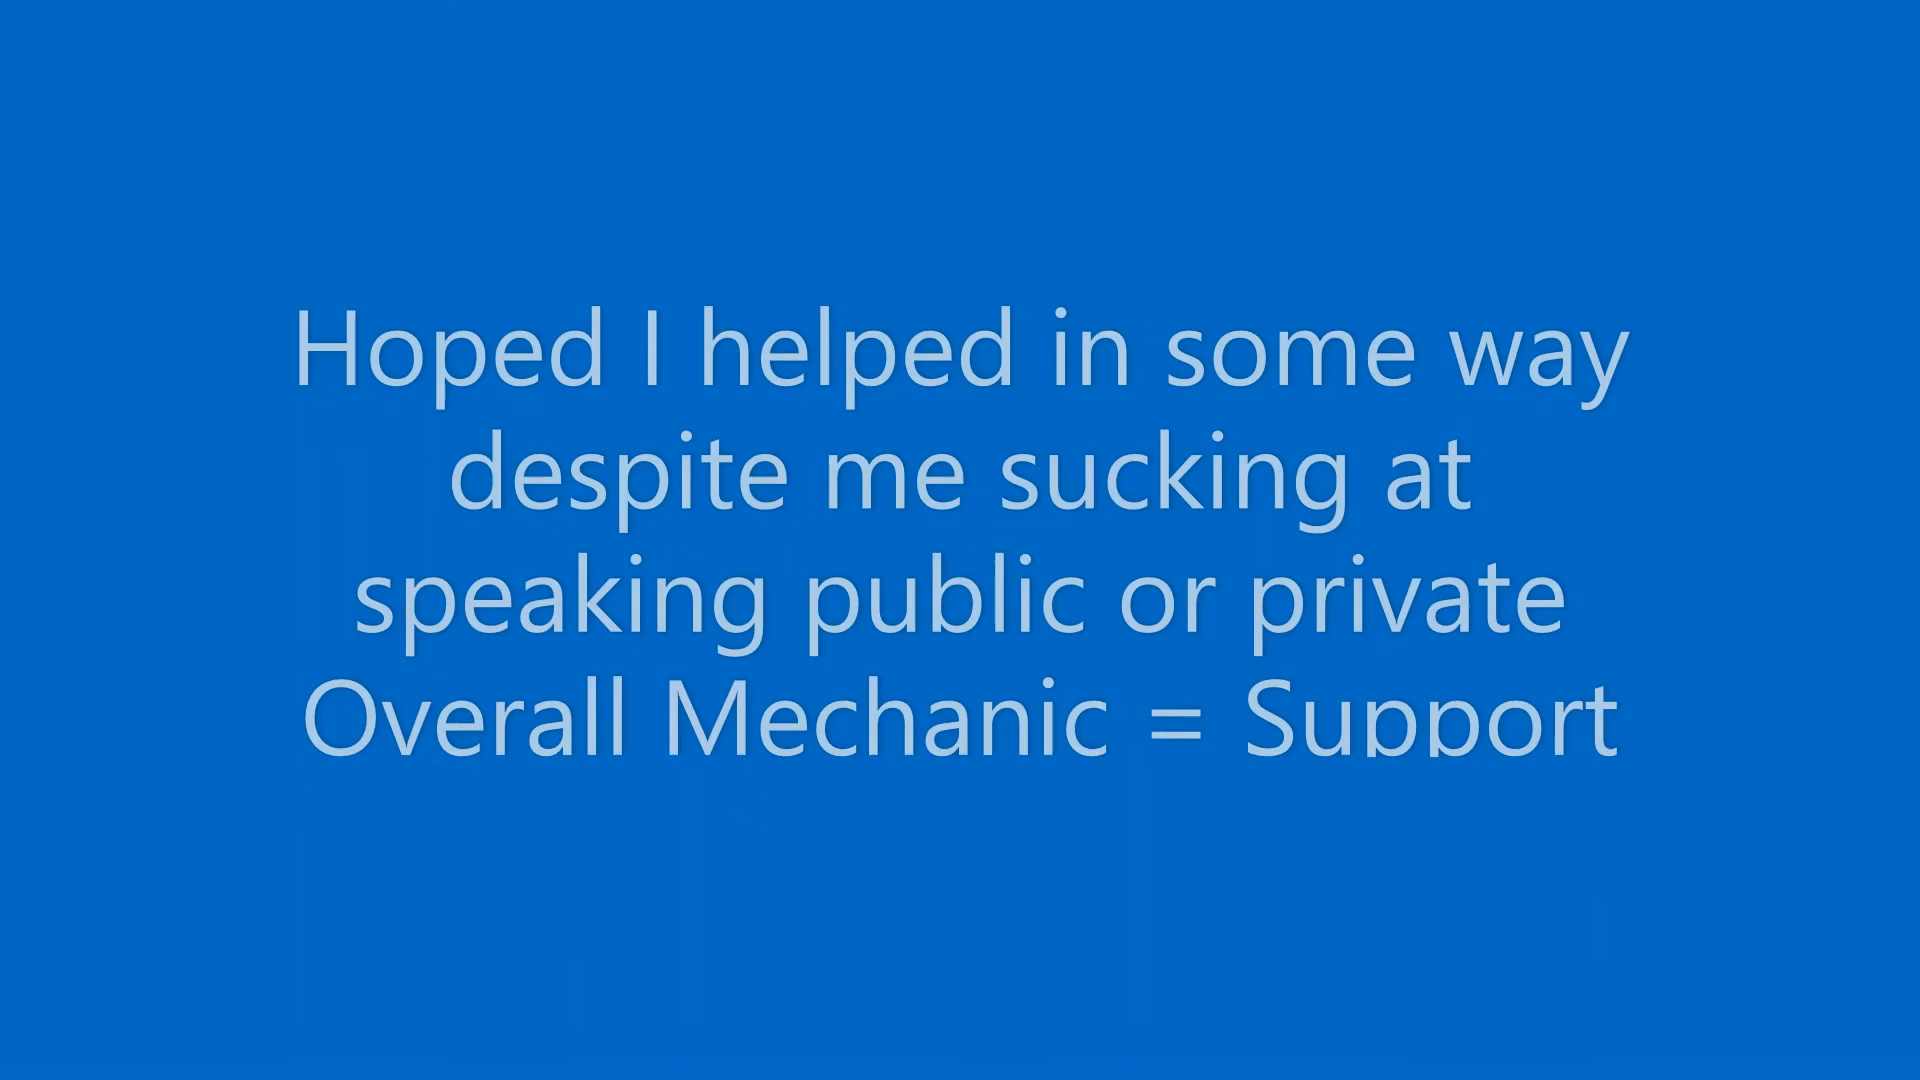 Hoped I helped in some way
despite me sucking at
speaking public or private
Overall Mechanic = Support